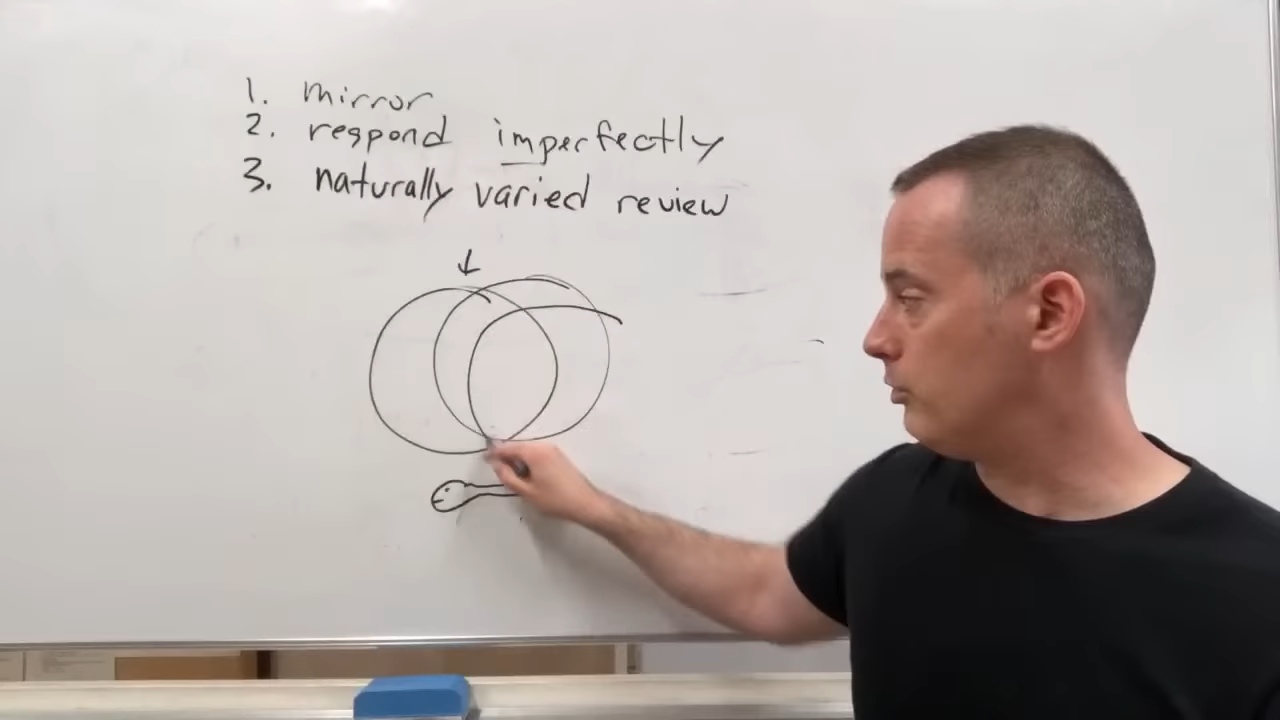 1. mirror
2. respond imperfectly
3. naturally varied review